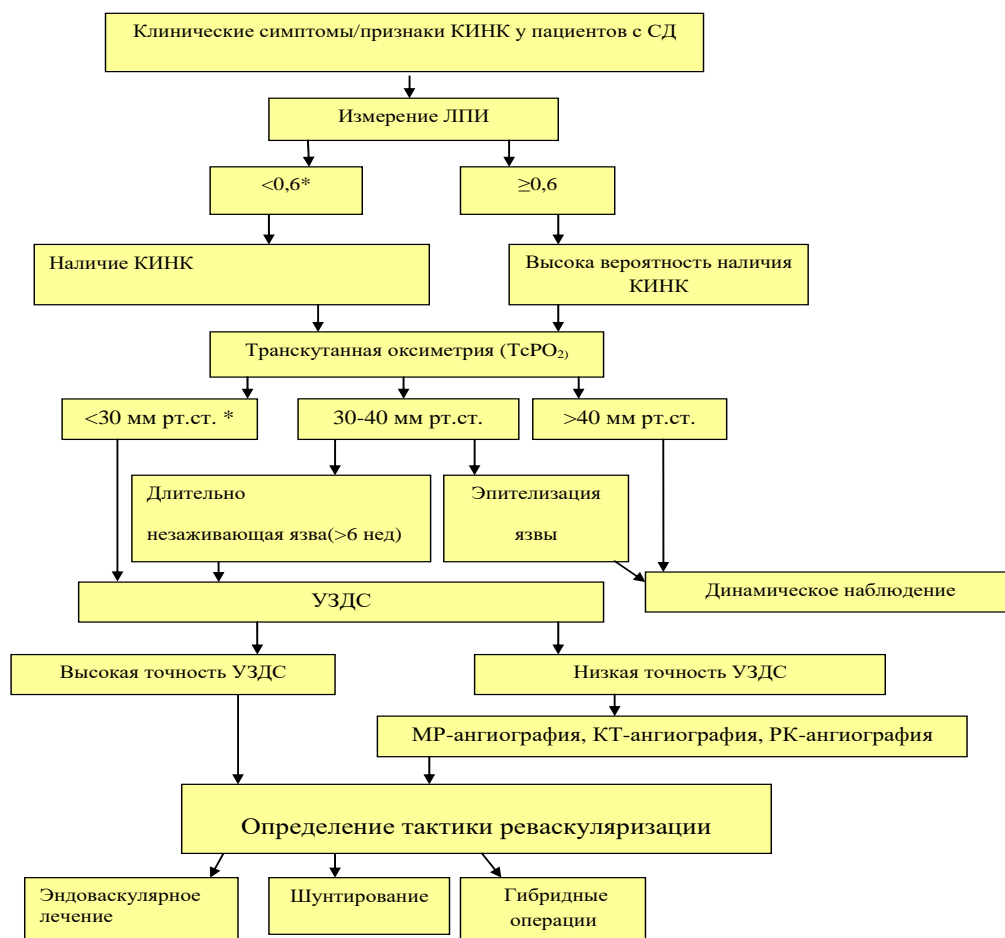 Клинические симптомы/признаки КИНК у пациентов с СД
Измерение ЛПИ
<0,6*
≥0,6
Наличие КИНК
Высока вероятность наличия
КИНК
Транскутанная оксиметрия (TcPO₂)
<30 мм рт.ст. *
30-40 мм рт.ст.
>40 мм рт.ст.
Длительно
незаживающая язва(>6 нед)
Эпителизация
язвы
Динамическое наблюдение
УЗДС
Высокая точность УЗДС
Низкая точность УЗДС
МР-ангиография, КТ-ангиография, РК-ангиография
Определение тактики реваскуляризации
Эндоваскулярное
лечение
Шунтирование
Гибридные
операции